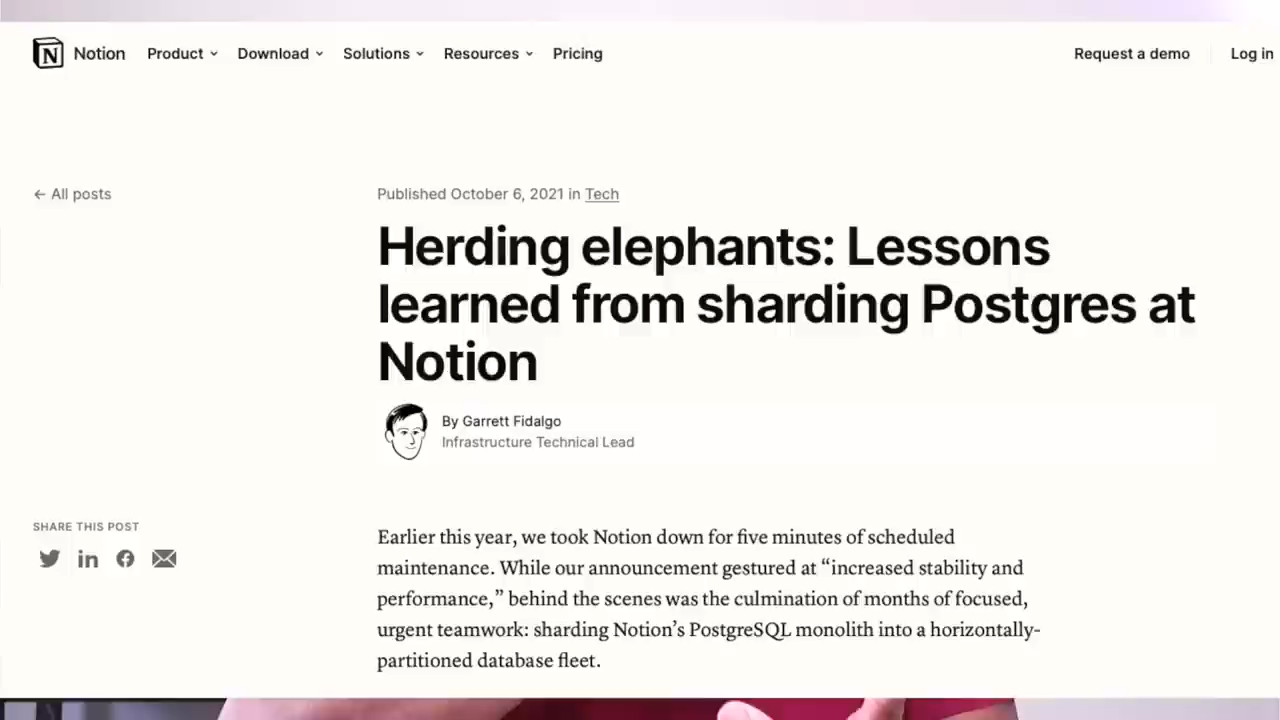 Notion Product Download Solutions Resources Pricing Request a demo Log in
← All posts
Published October 6, 2021 in Tech
Herding elephants: Lessons
learned from sharding Postgres at
Notion
By Garrett Fidalgo
Infrastructure Technical Lead
SHARE THIS POST
Earlier this year, we took Notion down for five minutes of scheduled
maintenance. While our announcement gestured at “increased stability and
performance,” behind the scenes was the culmination of months of focused,
urgent teamwork: sharding Notion’s PostgreSQL monolith into a horizontally-
partitioned database fleet.